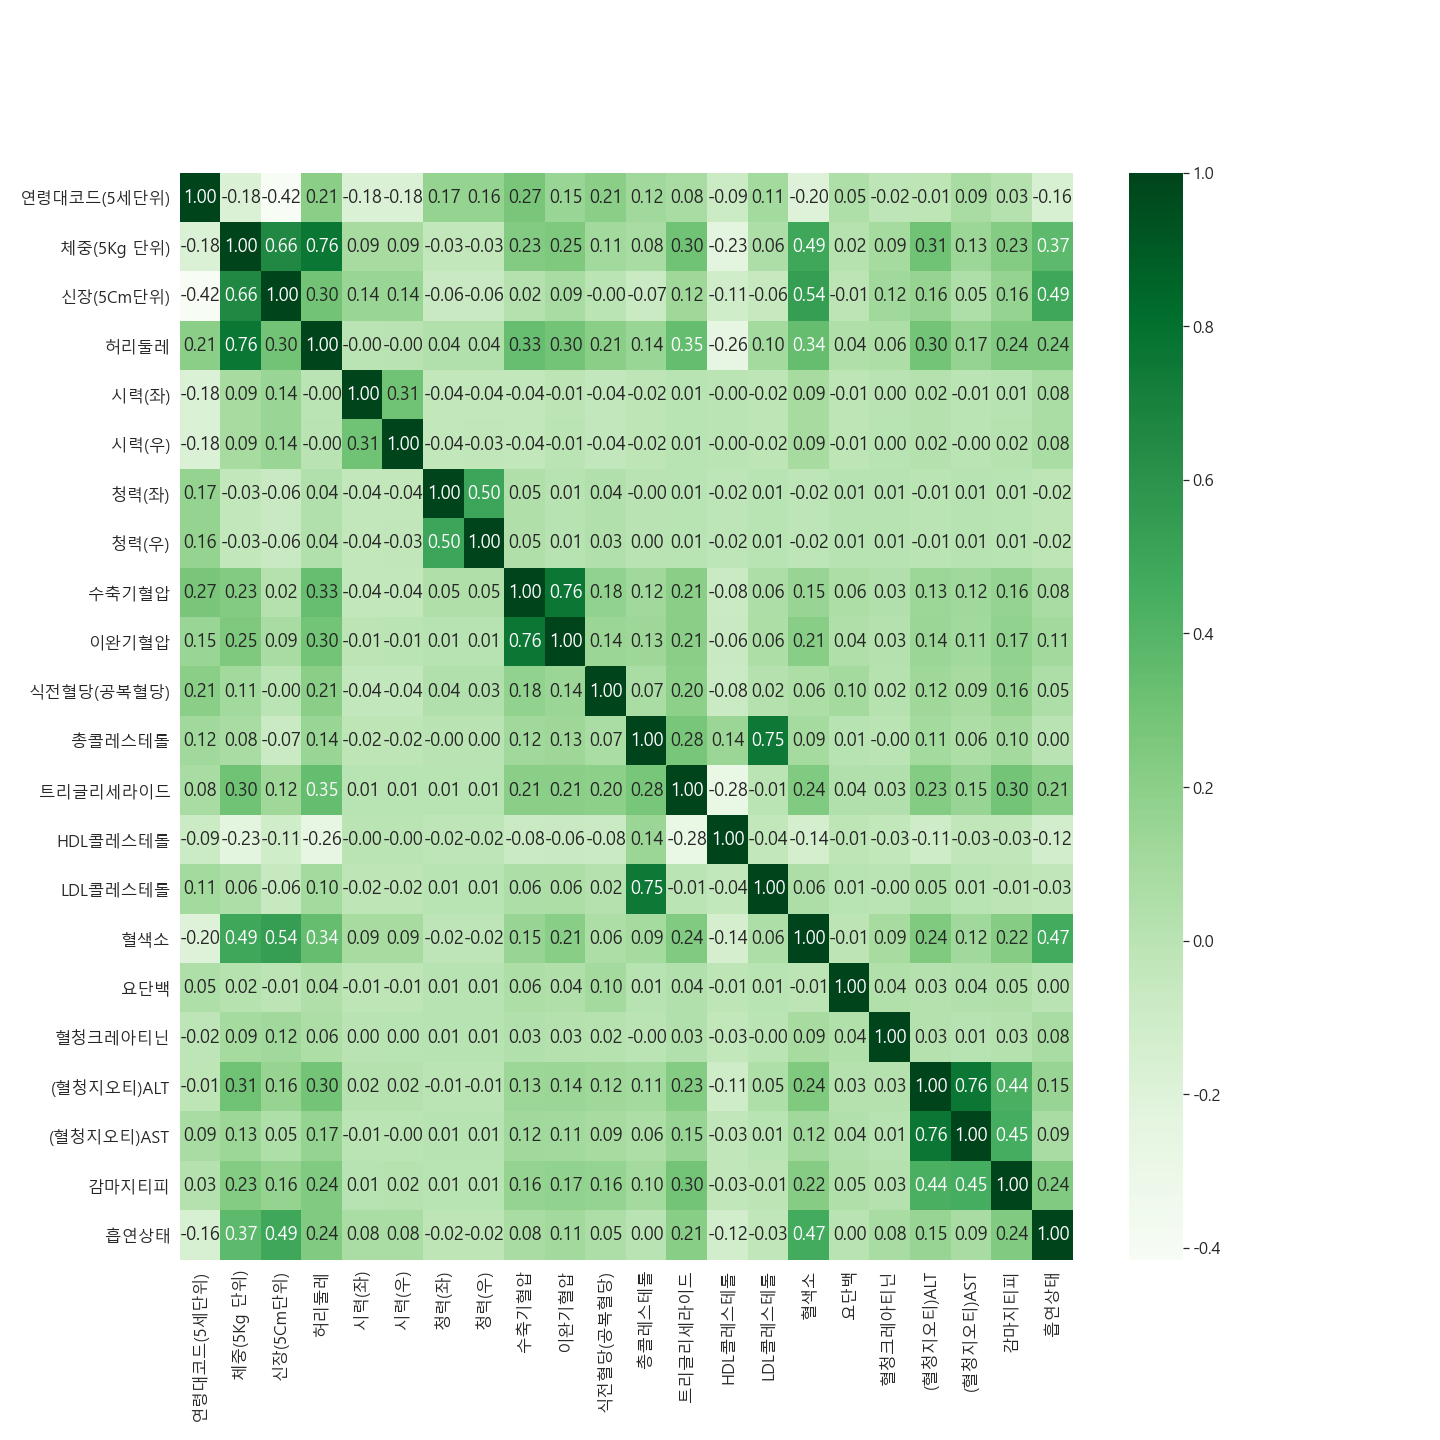 연령대코드(5세단위) 1.00 -0.18 -0.42 0.21 -0.18 -0.18 0.17 0.16 0.27 0.15 0.21 0.12 0.08 -0.09 0.11 -0.20 0.05 -0.02 -0.01 0.09 0.03 -0.16
체중(5Kg 단위) -0.18 1.00 0.66 0.76 0.09 0.09 -0.03 -0.03 0.23 0.25 0.11 0.08 0.30 -0.23 0.06 0.49 0.02 0.09 0.31 0.13 0.23 0.37
신장(5Cm단위) -0.42 0.66 1.00 0.30 0.14 0.14 -0.06 -0.06 0.02 0.09 -0.00 -0.07 0.12 -0.11 -0.06 0.54 -0.01 0.12 0.16 0.05 0.16 0.49
허리둘레 0.21 0.76 0.30 1.00 -0.00 -0.00 0.04 0.04 0.33 0.30 0.21 0.14 0.35 -0.26 0.10 0.34 0.04 0.06 0.30 0.17 0.24 0.24
시력(좌) -0.18 0.09 0.14 -0.00 1.00 0.31 -0.04 -0.04 -0.04 -0.01 -0.04 -0.02 0.01 -0.00 -0.02 0.09 -0.01 0.00 0.02 -0.01 0.01 0.08
시력(우) -0.18 0.09 0.14 -0.00 0.31 1.00 -0.04 -0.03 -0.04 -0.01 -0.04 -0.02 0.01 -0.00 -0.02 0.09 -0.01 0.00 0.02 -0.00 0.02 0.08
청력(좌) 0.17 -0.03 -0.06 0.04 -0.04 -0.04 1.00 0.50 0.05 0.01 0.04 -0.00 0.01 -0.02 0.01 -0.02 0.01 0.01 -0.01 0.01 0.01 -0.02
청력(우) 0.16 -0.03 -0.06 0.04 -0.04 -0.03 0.50 1.00 0.05 0.01 0.03 0.00 0.01 -0.02 0.01 -0.02 0.01 0.01 -0.01 0.01 0.01 -0.02
수축기혈압 0.27 0.23 0.02 0.33 -0.04 -0.04 0.05 0.05 1.00 0.76 0.18 0.12 0.21 -0.08 0.06 0.15 0.06 0.03 0.13 0.12 0.16 0.08
이완기혈압 0.15 0.25 0.09 0.30 -0.01 -0.01 0.01 0.01 0.76 1.00 0.14 0.13 0.21 -0.06 0.06 0.21 0.04 0.03 0.14 0.11 0.17 0.11
식전혈당(공복혈당) 0.21 0.11 -0.00 0.21 -0.04 -0.04 0.04 0.03 0.18 0.14 1.00 0.07 0.20 -0.08 0.02 0.06 0.10 0.02 0.12 0.09 0.16 0.05
총콜레스테롤 0.12 0.08 -0.07 0.14 -0.02 -0.02 -0.00 0.00 0.12 0.13 0.07 1.00 0.28 0.14 0.75 0.09 0.01 -0.00 0.11 0.06 0.10 0.00
트리글리세라이드 0.08 0.30 0.12 0.35 0.01 0.01 0.01 0.01 0.21 0.21 0.20 0.28 1.00 -0.28 -0.01 0.24 0.04 0.03 0.23 0.15 0.30 0.21
HDL콜레스테롤 -0.09 -0.23 -0.11 -0.26 -0.00 -0.00 -0.02 -0.02 -0.08 -0.06 -0.08 0.14 -0.28 1.00 -0.04 -0.14 -0.01 -0.03 -0.11 -0.03 -0.03 -0.12
LDL콜레스테롤 0.11 0.06 -0.06 0.10 -0.02 -0.02 0.01 0.01 0.06 0.06 0.02 0.75 -0.01 -0.04 1.00 0.06 0.01 -0.00 0.05 0.01 -0.01 -0.03
혈색소 -0.20 0.49 0.54 0.34 0.09 0.09 -0.02 -0.02 0.15 0.21 0.06 0.09 0.24 -0.14 0.06 1.00 -0.01 0.09 0.24 0.12 0.22 0.47
요단백 0.05 0.02 -0.01 0.04 -0.01 -0.01 0.01 0.01 0.06 0.04 0.10 0.01 0.04 -0.01 0.01 -0.01 1.00 0.04 0.03 0.04 0.05 0.00
혈청크레아티닌 -0.02 0.09 0.12 0.06 0.00 0.00 0.01 0.01 0.03 0.03 0.02 -0.00 0.03 -0.03 -0.00 0.09 0.04 1.00 0.03 0.01 0.03 0.08
(혈청지오티)ALT -0.01 0.31 0.16 0.30 0.02 0.02 -0.01 -0.01 0.13 0.14 0.12 0.11 0.23 -0.11 0.05 0.24 0.03 0.03 1.00 0.76 0.44 0.15
(혈청지오티)AST 0.09 0.13 0.05 0.17 -0.01 -0.00 0.01 0.01 0.12 0.11 0.09 0.06 0.15 -0.03 0.01 0.12 0.04 0.01 0.76 1.00 0.45 0.09
감마지티피 0.03 0.23 0.16 0.24 0.01 0.02 0.01 0.01 0.16 0.17 0.16 0.10 0.30 -0.03 -0.01 0.22 0.05 0.03 0.44 0.45 1.00 0.24
흡연상태 -0.16 0.37 0.49 0.24 0.08 0.08 -0.02 -0.02 0.08 0.11 0.05 0.00 0.21 -0.12 -0.03 0.47 0.00 0.08 0.15 0.09 0.24 1.00
연령대코드(5세단위)
체중(5Kg 단위)
신장(5Cm단위)
허리둘레
시력(좌)
시력(우)
청력(좌)
청력(우)
수축기혈압
이완기혈압
식전혈당(공복혈당)
총콜레스테롤
트리글리세라이드
HDL콜레스테롤
LDL콜레스테롤
혈색소
요단백
혈청크레아티닌
(혈청지오티)ALT
(혈청지오티)AST
감마지티피
흡연상태
1.0
0.8
0.6
0.4
0.2
0.0
-0.2
-0.4